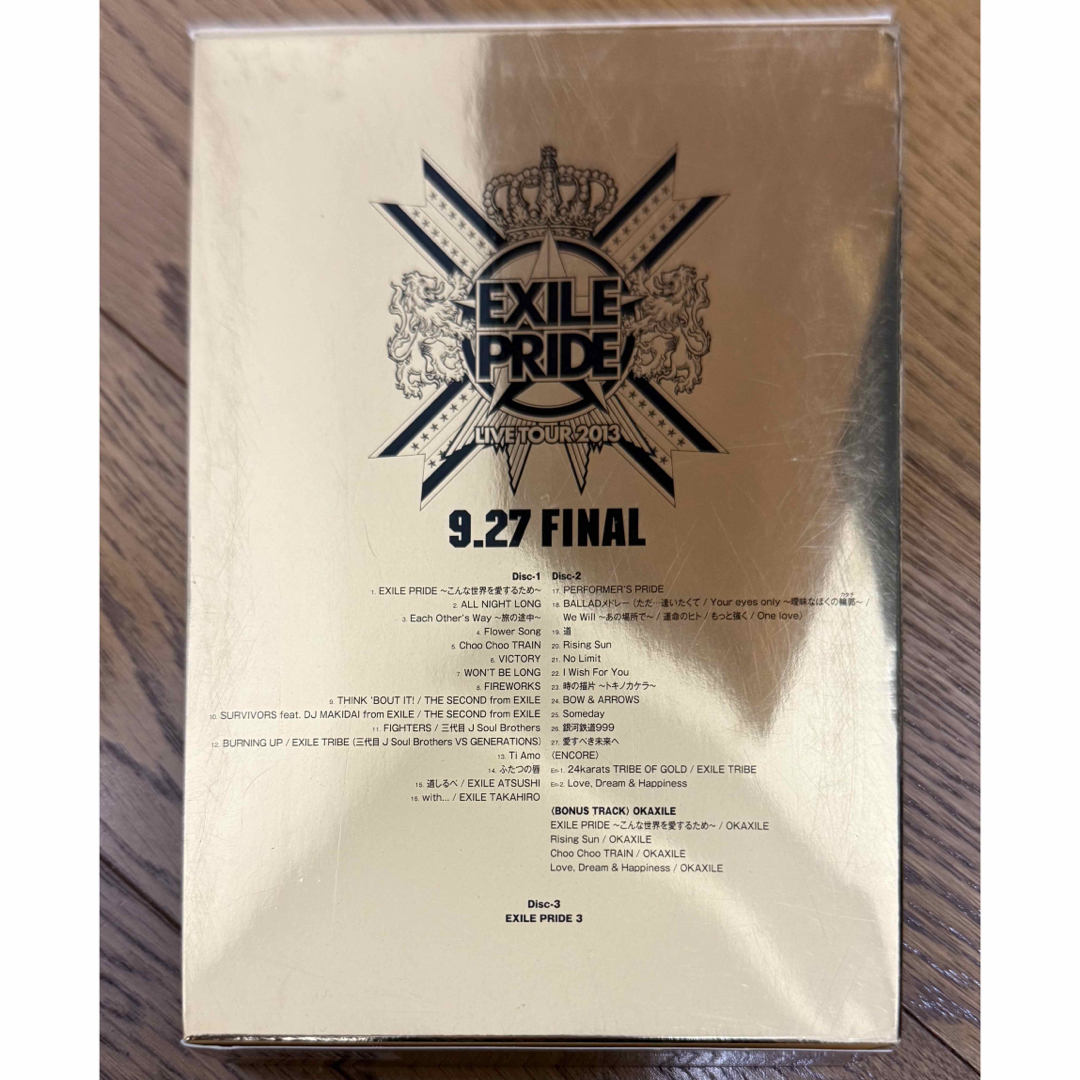 EXILE
PRIDE
LIVE TOUR 2013
9.27 FINAL
Disc-1
1. EXILE PRIDE ～こんな世界を愛するため～
2. ALL NIGHT LONG
3. Each Other's Way ～旅の途中～
4. Flower Song
5. Choo Choo TRAIN
6. VICTORY
7. WON'T BE LONG
8. FIREWORKS
9. THINK 'BOUT IT! / THE SECOND from EXILE
10. SURVIVORS feat. DJ MAKIDAI from EXILE / THE SECOND from EXILE
11. FIGHTERS / 三代目 J Soul Brothers
12. BURNING UP / EXILE TRIBE (三代目 J Soul Brothers VS GENERATIONS)
13. Ti Amo
14. ふたつの唇
15. 道しるべ / EXILE ATSUSHI
16. with... / EXILE TAKAHIRO
Disc-2
17. PERFORMER'S PRIDE
18. BALLADメドレー (ただ…逢いたくて / Your eyes only ～曖昧なぼくの輪郭～ /
カタチ
We Will ～あの場所で～ / 運命のヒト / もっと強く / One love)
19. 道
20. Rising Sun
21. No Limit
22. I Wish For You
23. 時の描片 ～トキノカケラ～
24. BOW & ARROWS
25. Someday
26. 銀河鉄道999
27. 愛すべき未来へ
〈ENCORE〉
En-1. 24karats TRIBE OF GOLD / EXILE TRIBE
En-2. Love, Dream & Happiness
〈BONUS TRACK〉 OKAXILE
EXILE PRIDE ～こんな世界を愛するため～ / OKAXILE
Rising Sun / OKAXILE
Choo Choo TRAIN / OKAXILE
Love, Dream & Happiness / OKAXILE
Disc-3
EXILE PRIDE 3